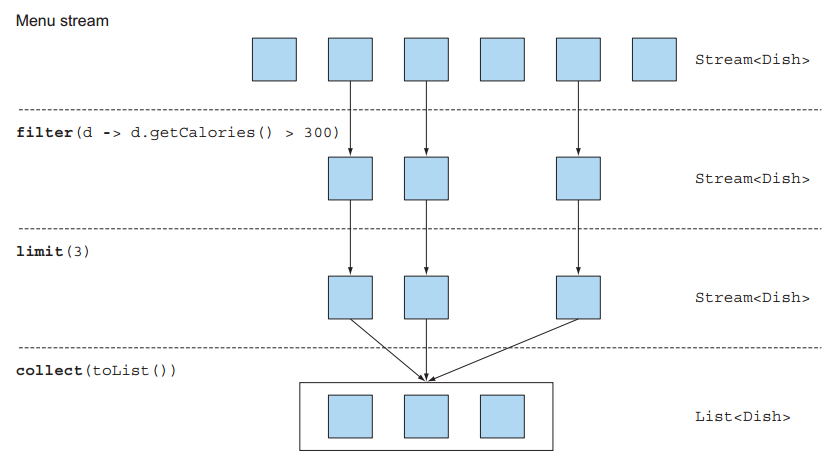 Menu stream
Stream<Dish>
filter(d -> d.getCalories() > 300)
Stream<Dish>
limit(3)
Stream<Dish>
collect(toList())
List<Dish>